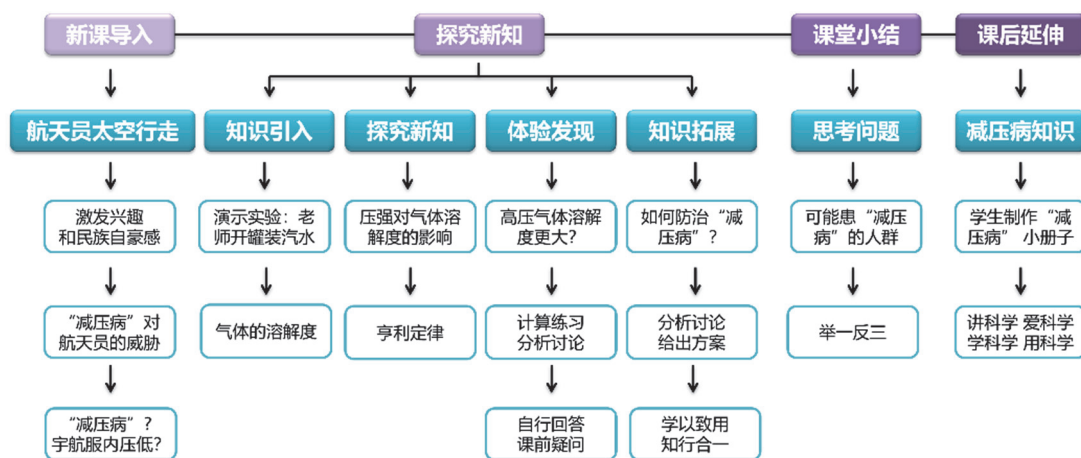 新课导入
探究新知
课堂小结
课后延伸
航天员太空行走
知识引入
探究新知
体验发现
知识拓展
思考问题
减压病知识
激发兴趣
和民族自豪感
演示实验：老
师开罐装汽水
压强对气体溶
解度的影响
高压气体溶解
度更大？
如何防治“减
压病”？
可能患“减压
病”的人群
学生制作“减
压病” 小册子
“减压病”对
航天员的威胁
气体的溶解度
亨利定律
计算练习
分析讨论
分析讨论
给出方案
举一反三
讲科学 爱科学
学科学 用科学
“减压病”？
宇航服内压低？
自行回答
课前疑问
学以致用
知行合一